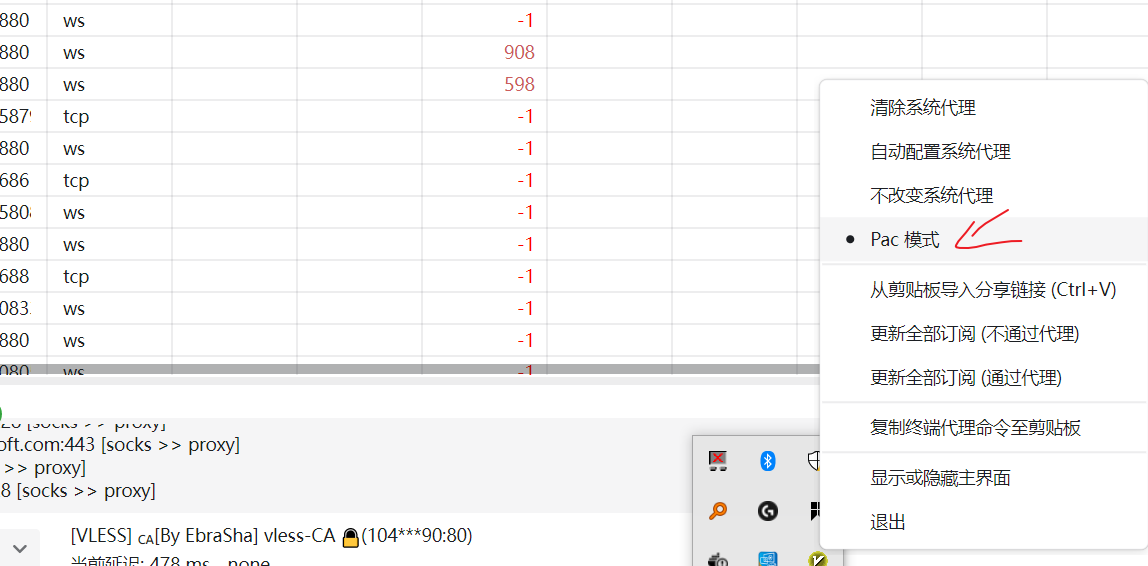 880 ws -1
880 ws 908
880 ws 598
5879 tcp -1
880 ws -1
686 tcp -1
5808 ws -1
880 ws -1
688 tcp -1
083 ws -1
880 ws -1
080 ws -1
清除系统代理
自动配置系统代理
不改变系统代理
Pac 模式
从剪贴板导入分享链接 (Ctrl+V)
更新全部订阅 (不通过代理)
更新全部订阅 (通过代理)
复制终端代理命令至剪贴板
显示或隐藏主界面
退出
[socks >> proxy]
oft.com:443 [socks >> proxy]
>> proxy]
8 [socks >> proxy]
[VLESS] CA[By EbraSha] vless-CA 🔒(104***90:80)
当前延迟: 478 ms, none